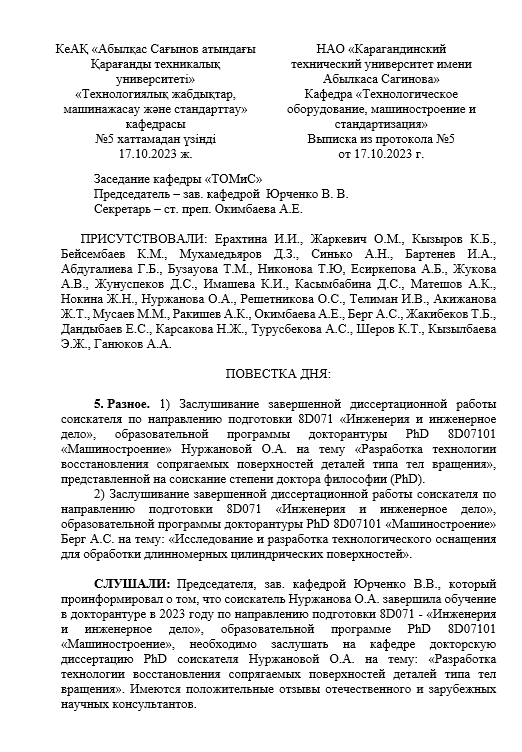 КеАҚ «Абылқас Сағынов атындағы
Қарағанды техникалық
университеті»
«Технологиялық жабдықтар,
машинажасау және стандарттау»
кафедрасы
№5 хаттамадан үзінді
17.10.2023 ж.
НАО «Карагандинский
технический университет имени
Абылкаса Сагинова»
Кафедра «Технологическое
оборудование, машиностроение и
стандартизация»
Выписка из протокола №5
от 17.10.2023 г.
Заседание кафедры «ТОМиС»
Председатель – зав. кафедрой Юрченко В. В.
Секретарь – ст. преп. Окимбаева А.Е.
ПРИСУТСТВОВАЛИ: Ерахтина И.И., Жаркевич О.М., Кызыров К.Б.,
Бейсембаев К.М., Мухамедьяров Д.З., Синько А.Н., Бартенев И.А.,
Абдугалиева Г.Б., Бузауова Т.М., Никонова Т.Ю, Есиркепова А.Б., Жукова
А.В., Жунуспеков Д.С., Имашева К.И., Касымбабина Д.С., Матешов А.К.,
Нокина Ж.Н., Нуржанова О.А., Решетникова О.С., Телиман И.В., Акижанова
Ж.Т., Мусаев М.М., Ракишев А.К., Окимбаева А.Е., Берг А.С., Жакибеков Т.Б.,
Дандыбаев Е.С., Карсакова Н.Ж., Турусбекова А.С., Шеров К.Т., Кызылбаева
Э.Ж., Ганюков А.А.
ПОВЕСТКА ДНЯ:
5. Разное. 1) Заслушивание завершенной диссертационной работы
соискателя по направлению подготовки 8D071 «Инженерия и инженерное
дело», образовательной программы докторантуры PhD 8D07101
«Машиностроение» Нуржановой О.А. на тему «Разработка технологии
восстановления сопрягаемых поверхностей деталей типа тел вращения»,
представленной на соискание степени доктора философии (PhD).
2) Заслушивание завершенной диссертационной работы соискателя по
направлению подготовки 8D071 «Инженерия и инженерное дело»,
образовательной программы докторантуры PhD 8D07101 «Машиностроение»
Берг А.С. на тему: «Исследование и разработка технологического оснащения
для обработки длинномерных цилиндрических поверхностей».
СЛУШАЛИ: Председателя, зав. кафедрой Юрченко В.В., который
проинформировал о том, что соискатель Нуржанова О.А. завершила обучение
в докторантуре в 2023 году по направлению подготовки 8D071 - «Инженерия
и инженерное дело», образовательной программе PhD 8D07101
«Машиностроение», необходимо заслушать на кафедре докторскую
диссертацию PhD соискателя Нуржановой О.А. на тему: «Разработка
технологии восстановления сопрягаемых поверхностей деталей типа тел
вращения». Имеются положительные отзывы отечественного и зарубежных
научных консультантов.